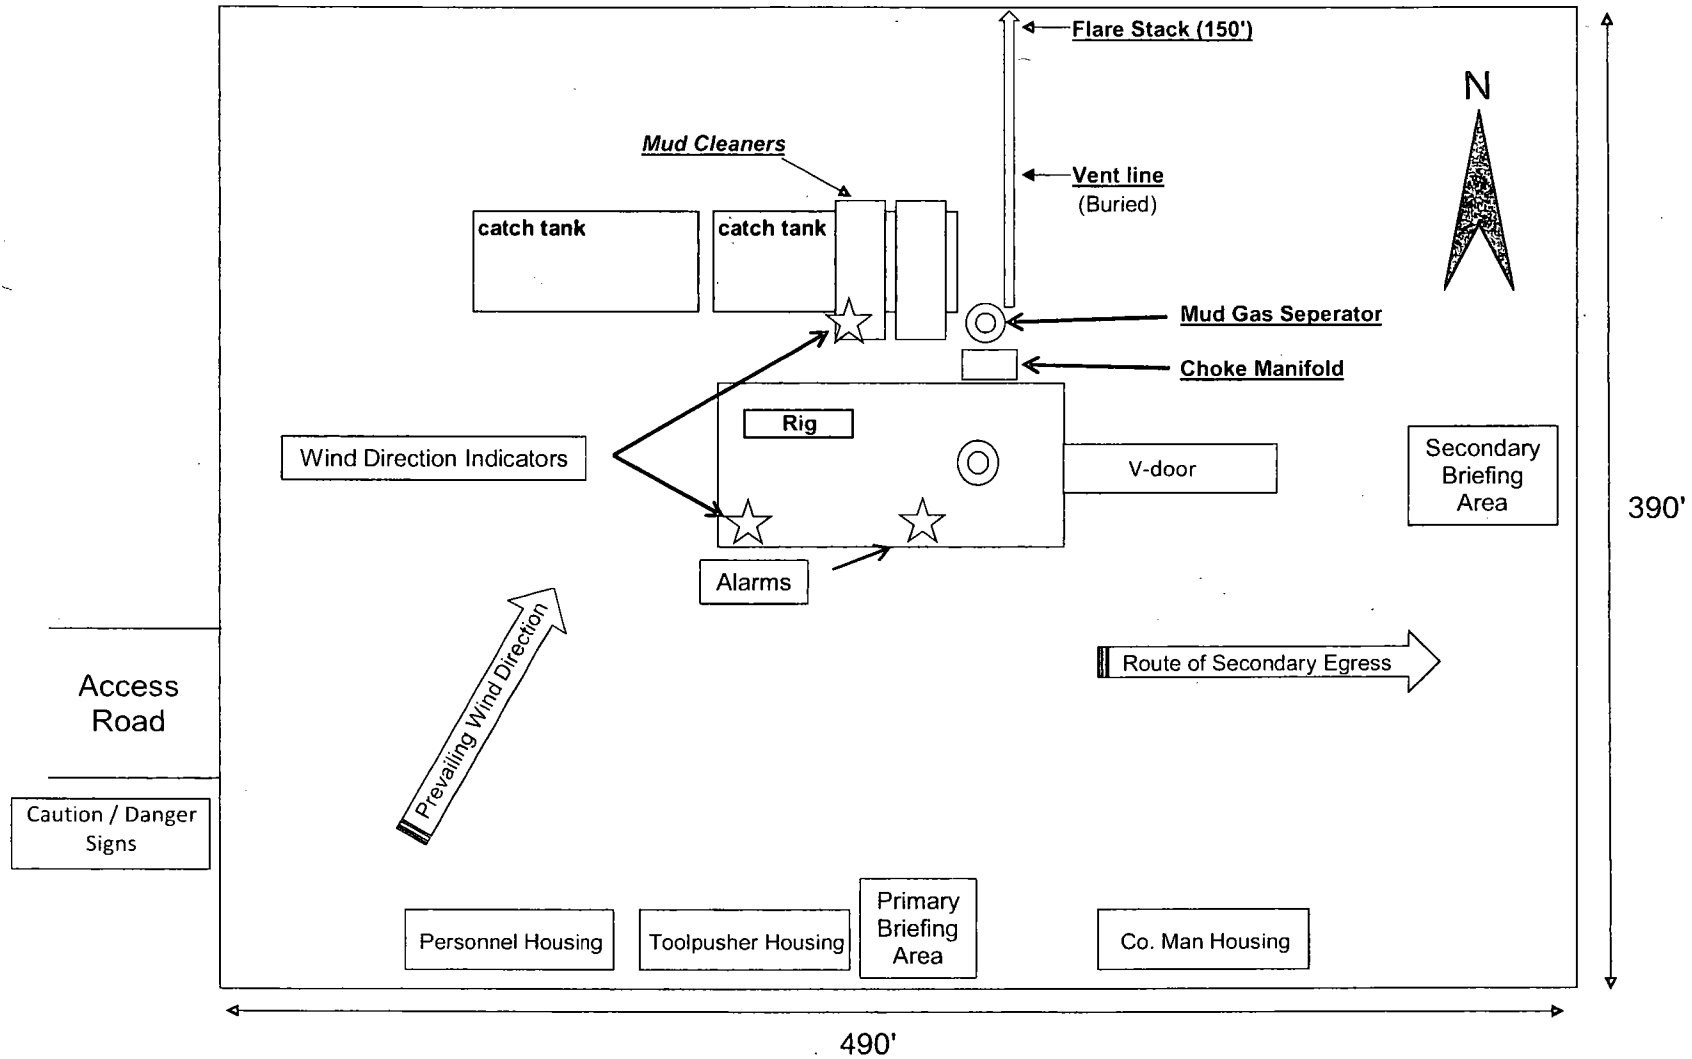 Flare Stack (150')
N
Mud Cleaners
Vent line
(Buried)
catch tank
catch tank
Mud Gas Seperator
Choke Manifold
Rig
Wind Direction Indicators
V-door
Secondary
Briefing
Area
390'
Alarms
Prevailing Wind Direction
Route of Secondary Egress
Access
Road
Caution / Danger
Signs
Personnel Housing
Toolpusher Housing
Primary
Briefing
Area
Co. Man Housing
490'